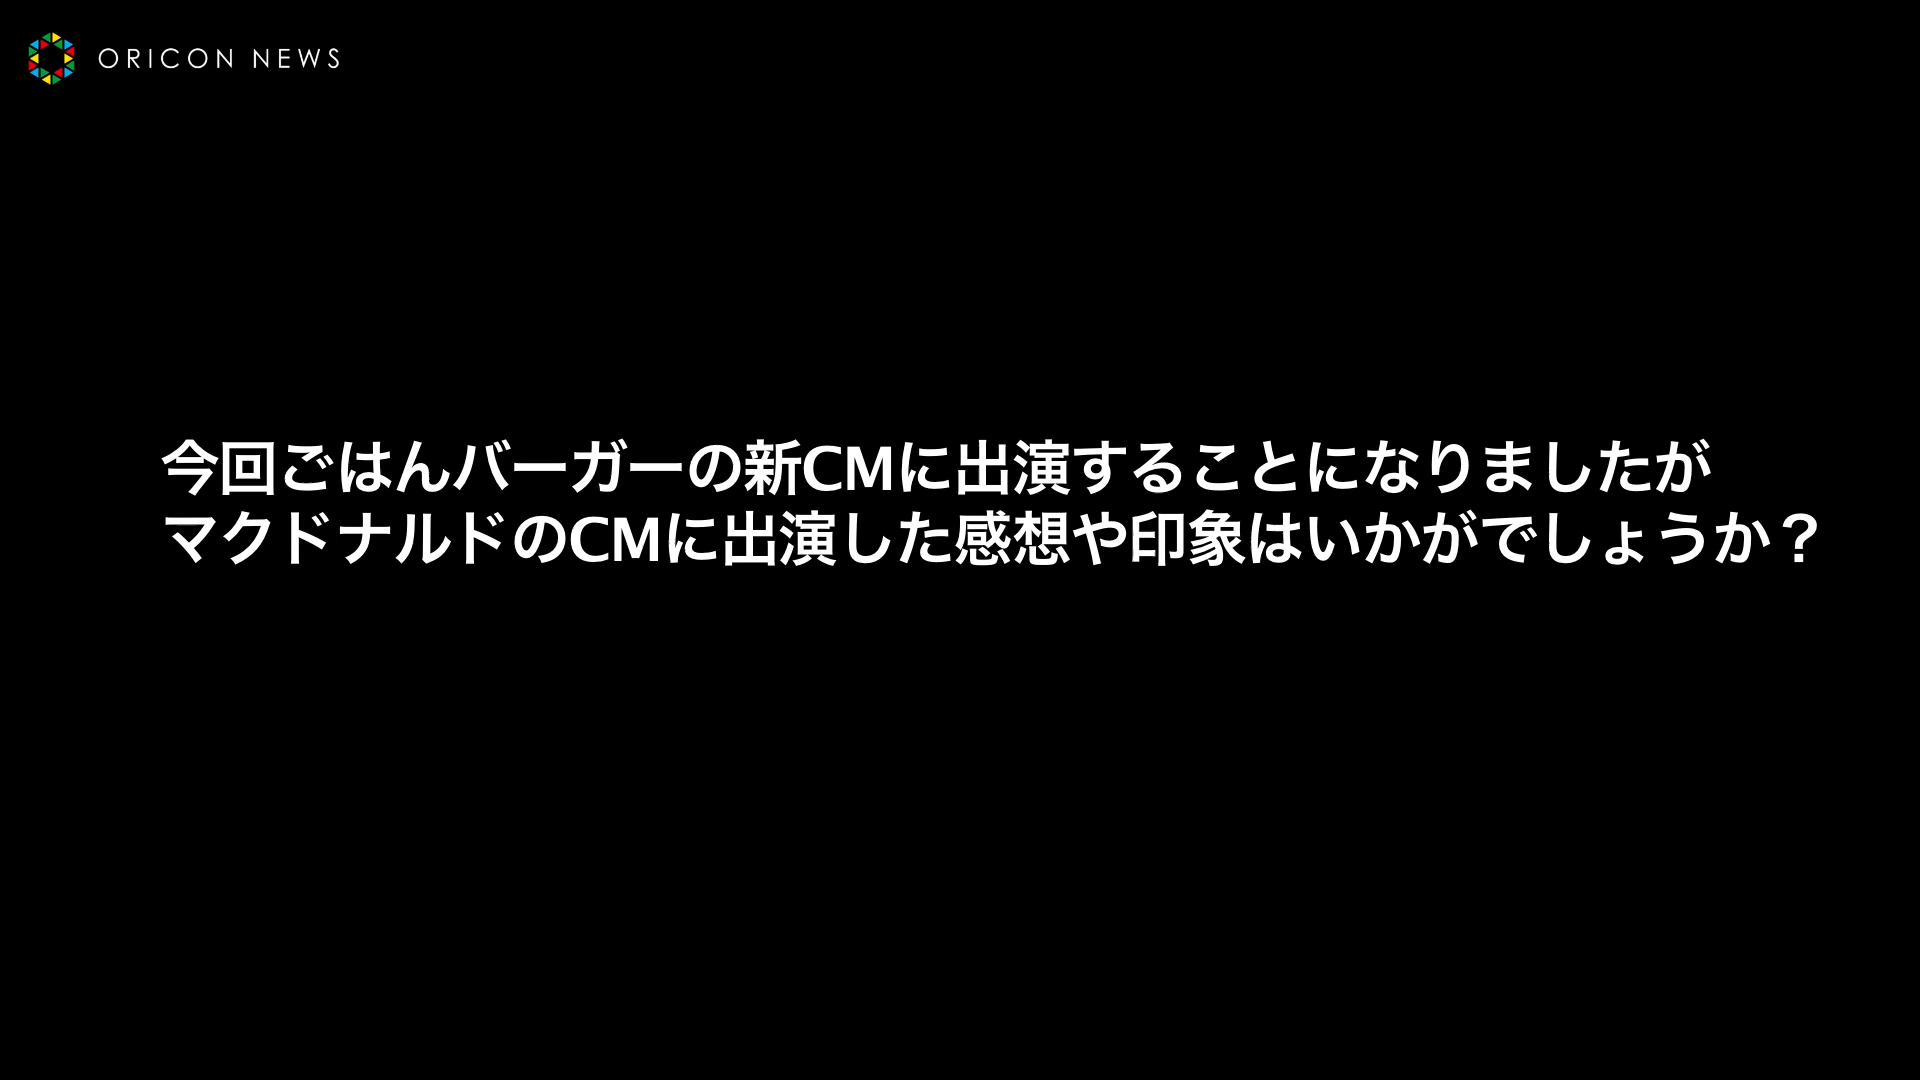 ORICON NEWS
今回ごはんバーガーの新CMに出演することになりましたが
マクドナルドのCMに出演した感想や印象はいかがでしょうか？